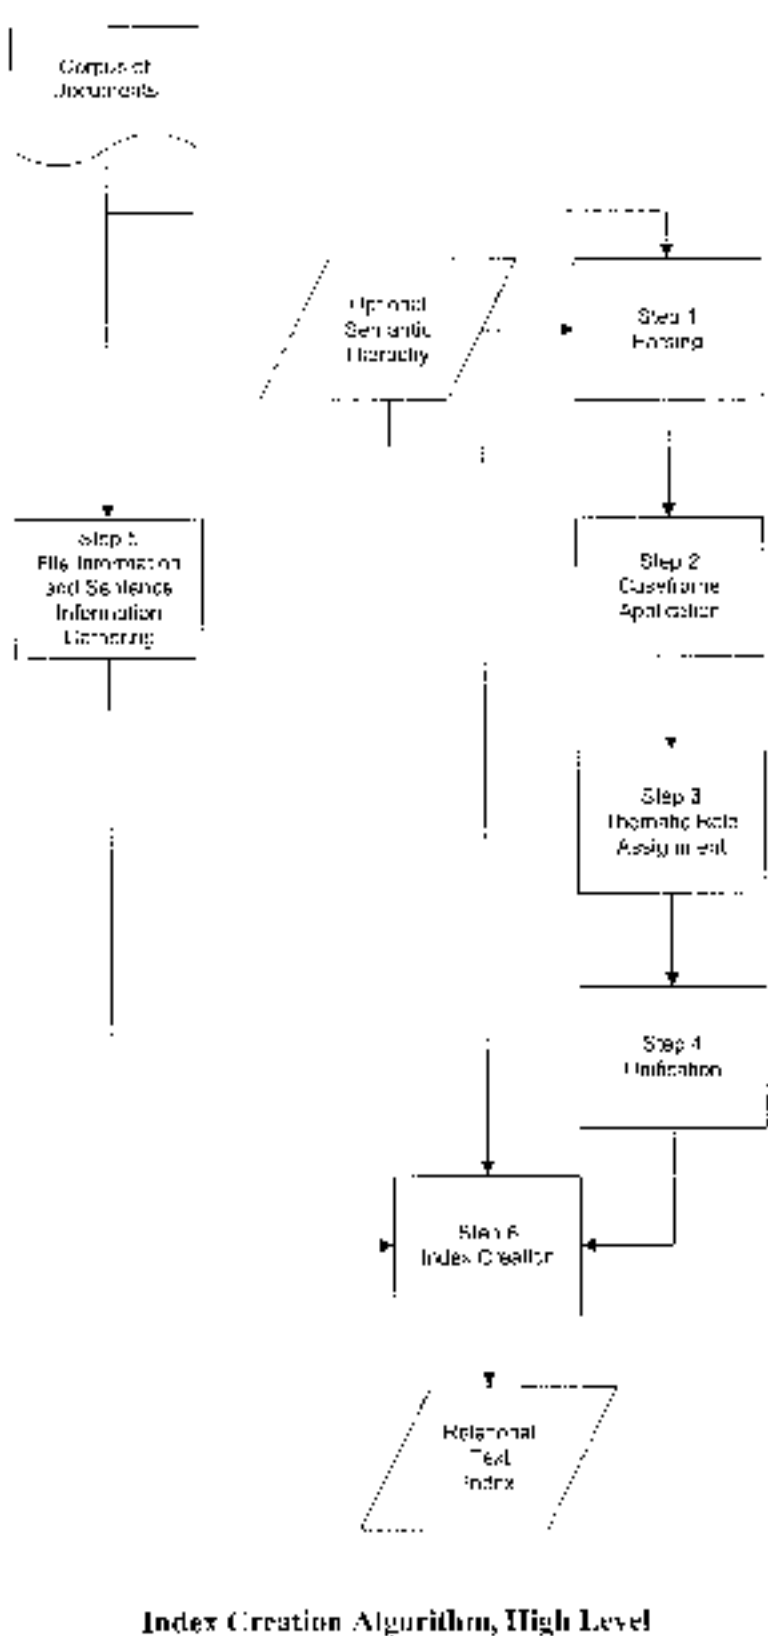 Corpus of
Documents
Optional
Semantic
Hierarchy
Step 1
Parsing
Step 5
File Information
and Sentence
Information
Gathering
Step 2
Caseframe
Application
Step 3
Thematic Role
Assignment
Step 4
Unification
Step 6
Index Creation
Relational
Text
Index
Index Creation Algorithm, High Level